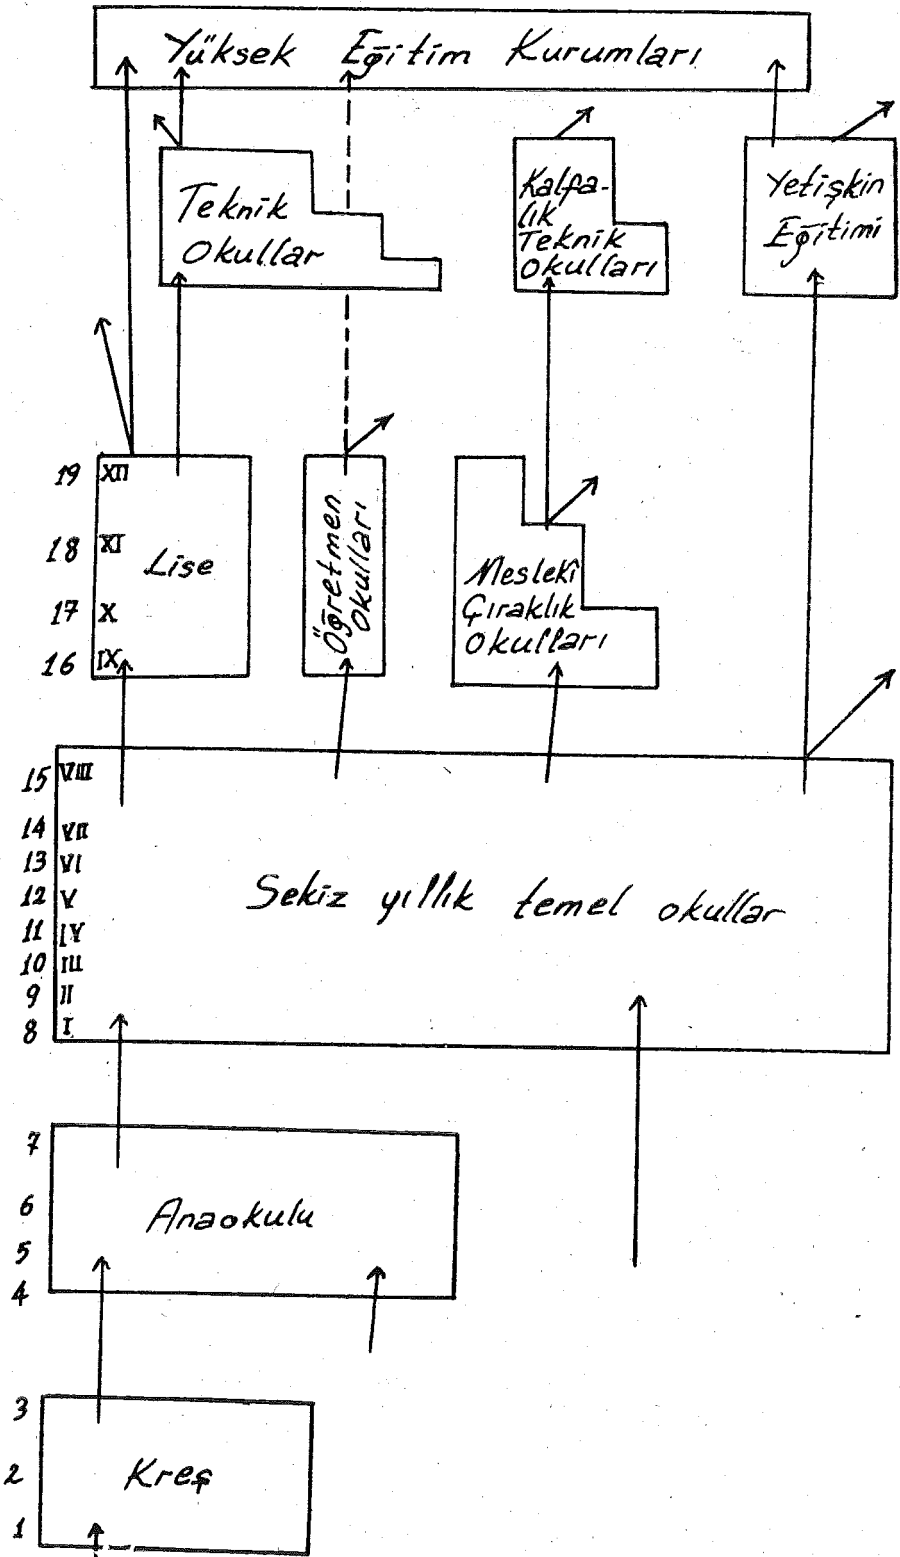 Yüksek Eğitim Kurumları
Teknik
Okullar
Kalfa-
lık
Teknik
Okulları
Yetişkin
Eğitimi
19 XII
18 XI
17 X
16 IX
Lise
Öğretmen
Okulları
Meslekî
Çıraklık
Okulları
15 VIII
14 VII
13 VI
12 V
11 IV
10 III
9 II
8 I
Sekiz yıllık temel okullar
7
6
5
4
Anaokulu
3
2
1
Kreş